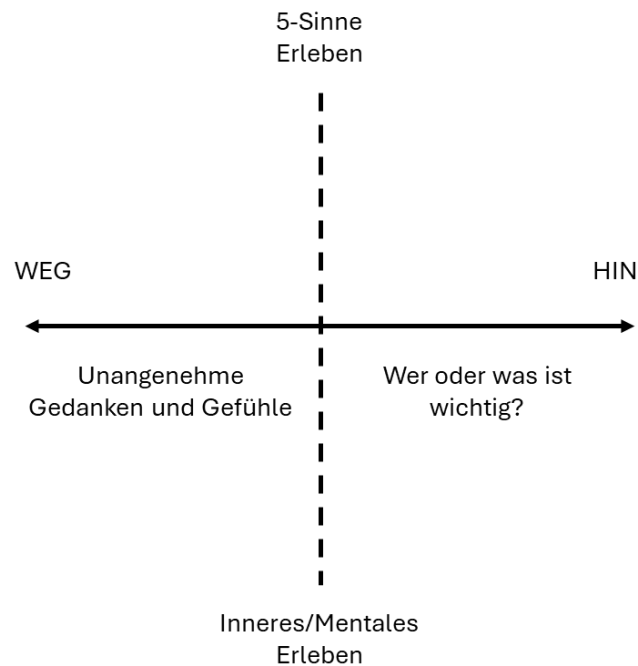 5-Sinne
Erleben
WEG
HIN
Unangenehme
Gedanken und Gefühle
Wer oder was ist
wichtig?
Inneres/Mentales
Erleben